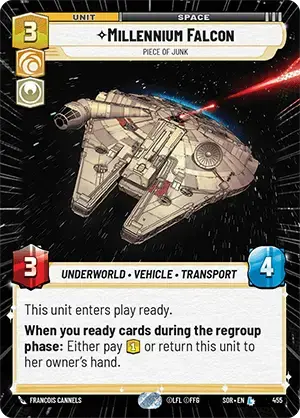 3
UNIT
SPACE
MILLENNIUM FALCON
PIECE OF JUNK
3
UNDERWORLD • VEHICLE • TRANSPORT
4
This unit enters play ready.
When you ready cards during the regroup
phase: Either pay 1 or return this unit to
her owner's hand.
FRANCOIS CANNELS
©LFL ©FFG
SOR • EN
L
455